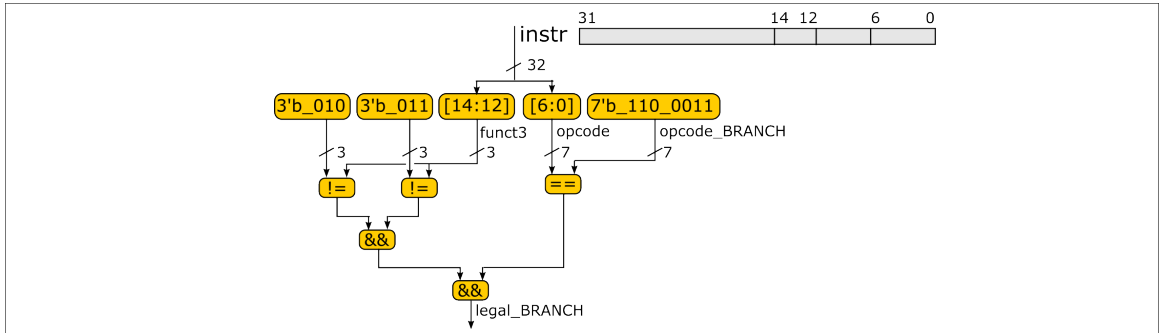 31 14 12 6 0
instr
32
3'b_010 3'b_011 [14:12] [6:0] 7'b_110_0011
funct3 opcode opcode_BRANCH
3 3 3 7 7
!= != ==
&&
&&
legal_BRANCH